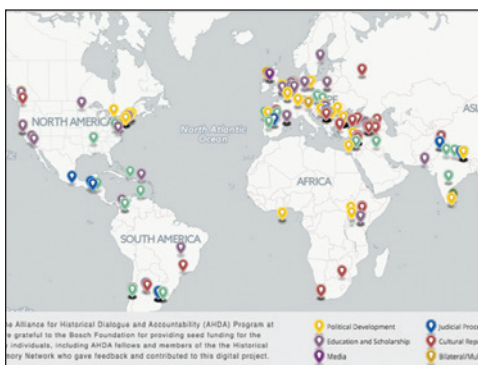 NORTH AMERICA
North Atlantic
Ocean
ASI
AFRICA
SOUTH AMERICA
e Alliance for Historical Dialogue and Accountability (AHDA) Program at
e grateful to the Bosch Foundation for providing seed funding for the
r individuals, including AHDA fellows and members of the the Historical
mory Network who gave feedback and contributed to this digital project.
Political Development
Education and Scholarship
Media
Judicial Proce
Cultural Rep
Bilateral/Mul